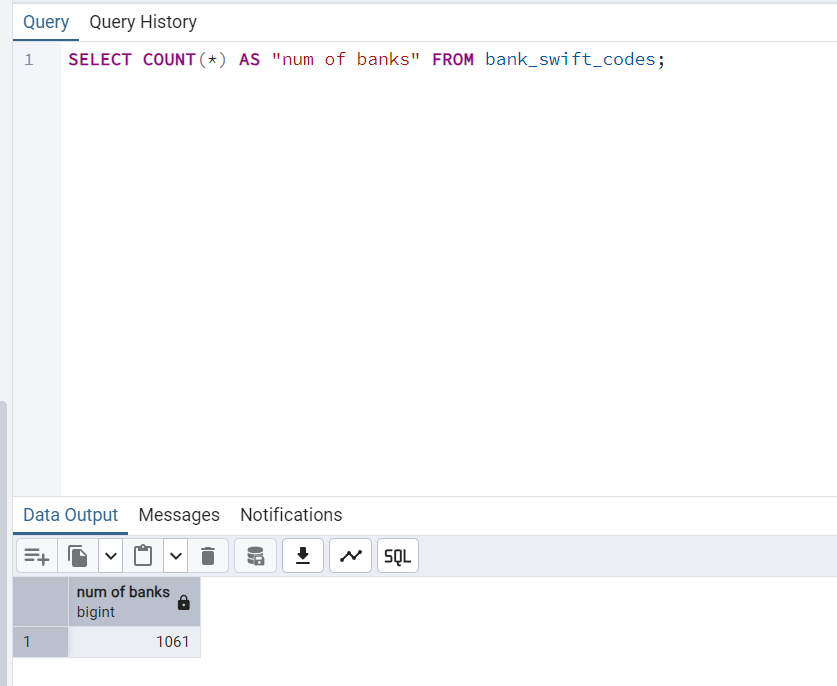 Query Query History
1 SELECT COUNT(*) AS "num of banks" FROM bank_swift_codes;
Data Output Messages Notifications
SQL
num of banks
bigint
1 1061